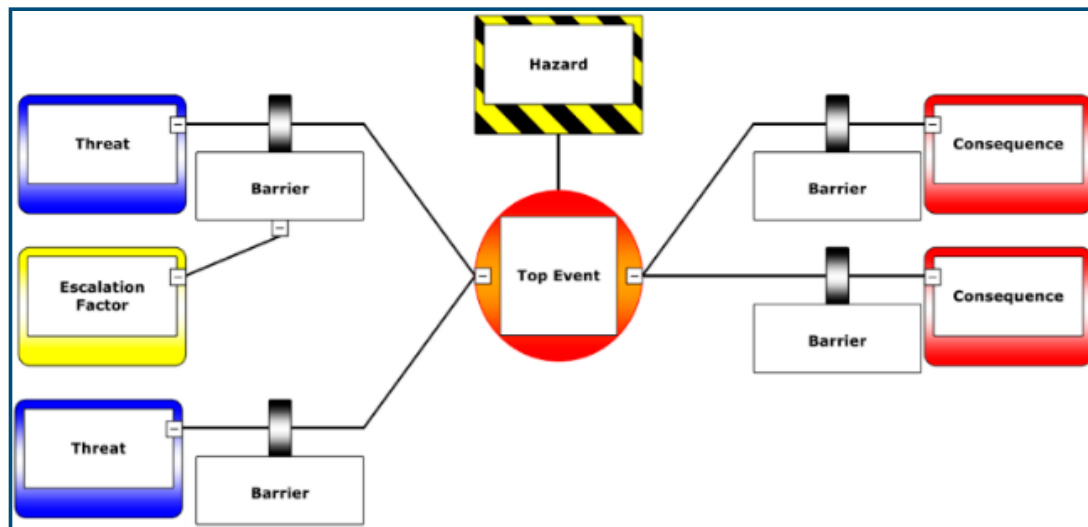 Hazard
Threat
Barrier
Barrier
Consequence
Escalation
Factor
Top Event
Barrier
Consequence
Threat
Barrier